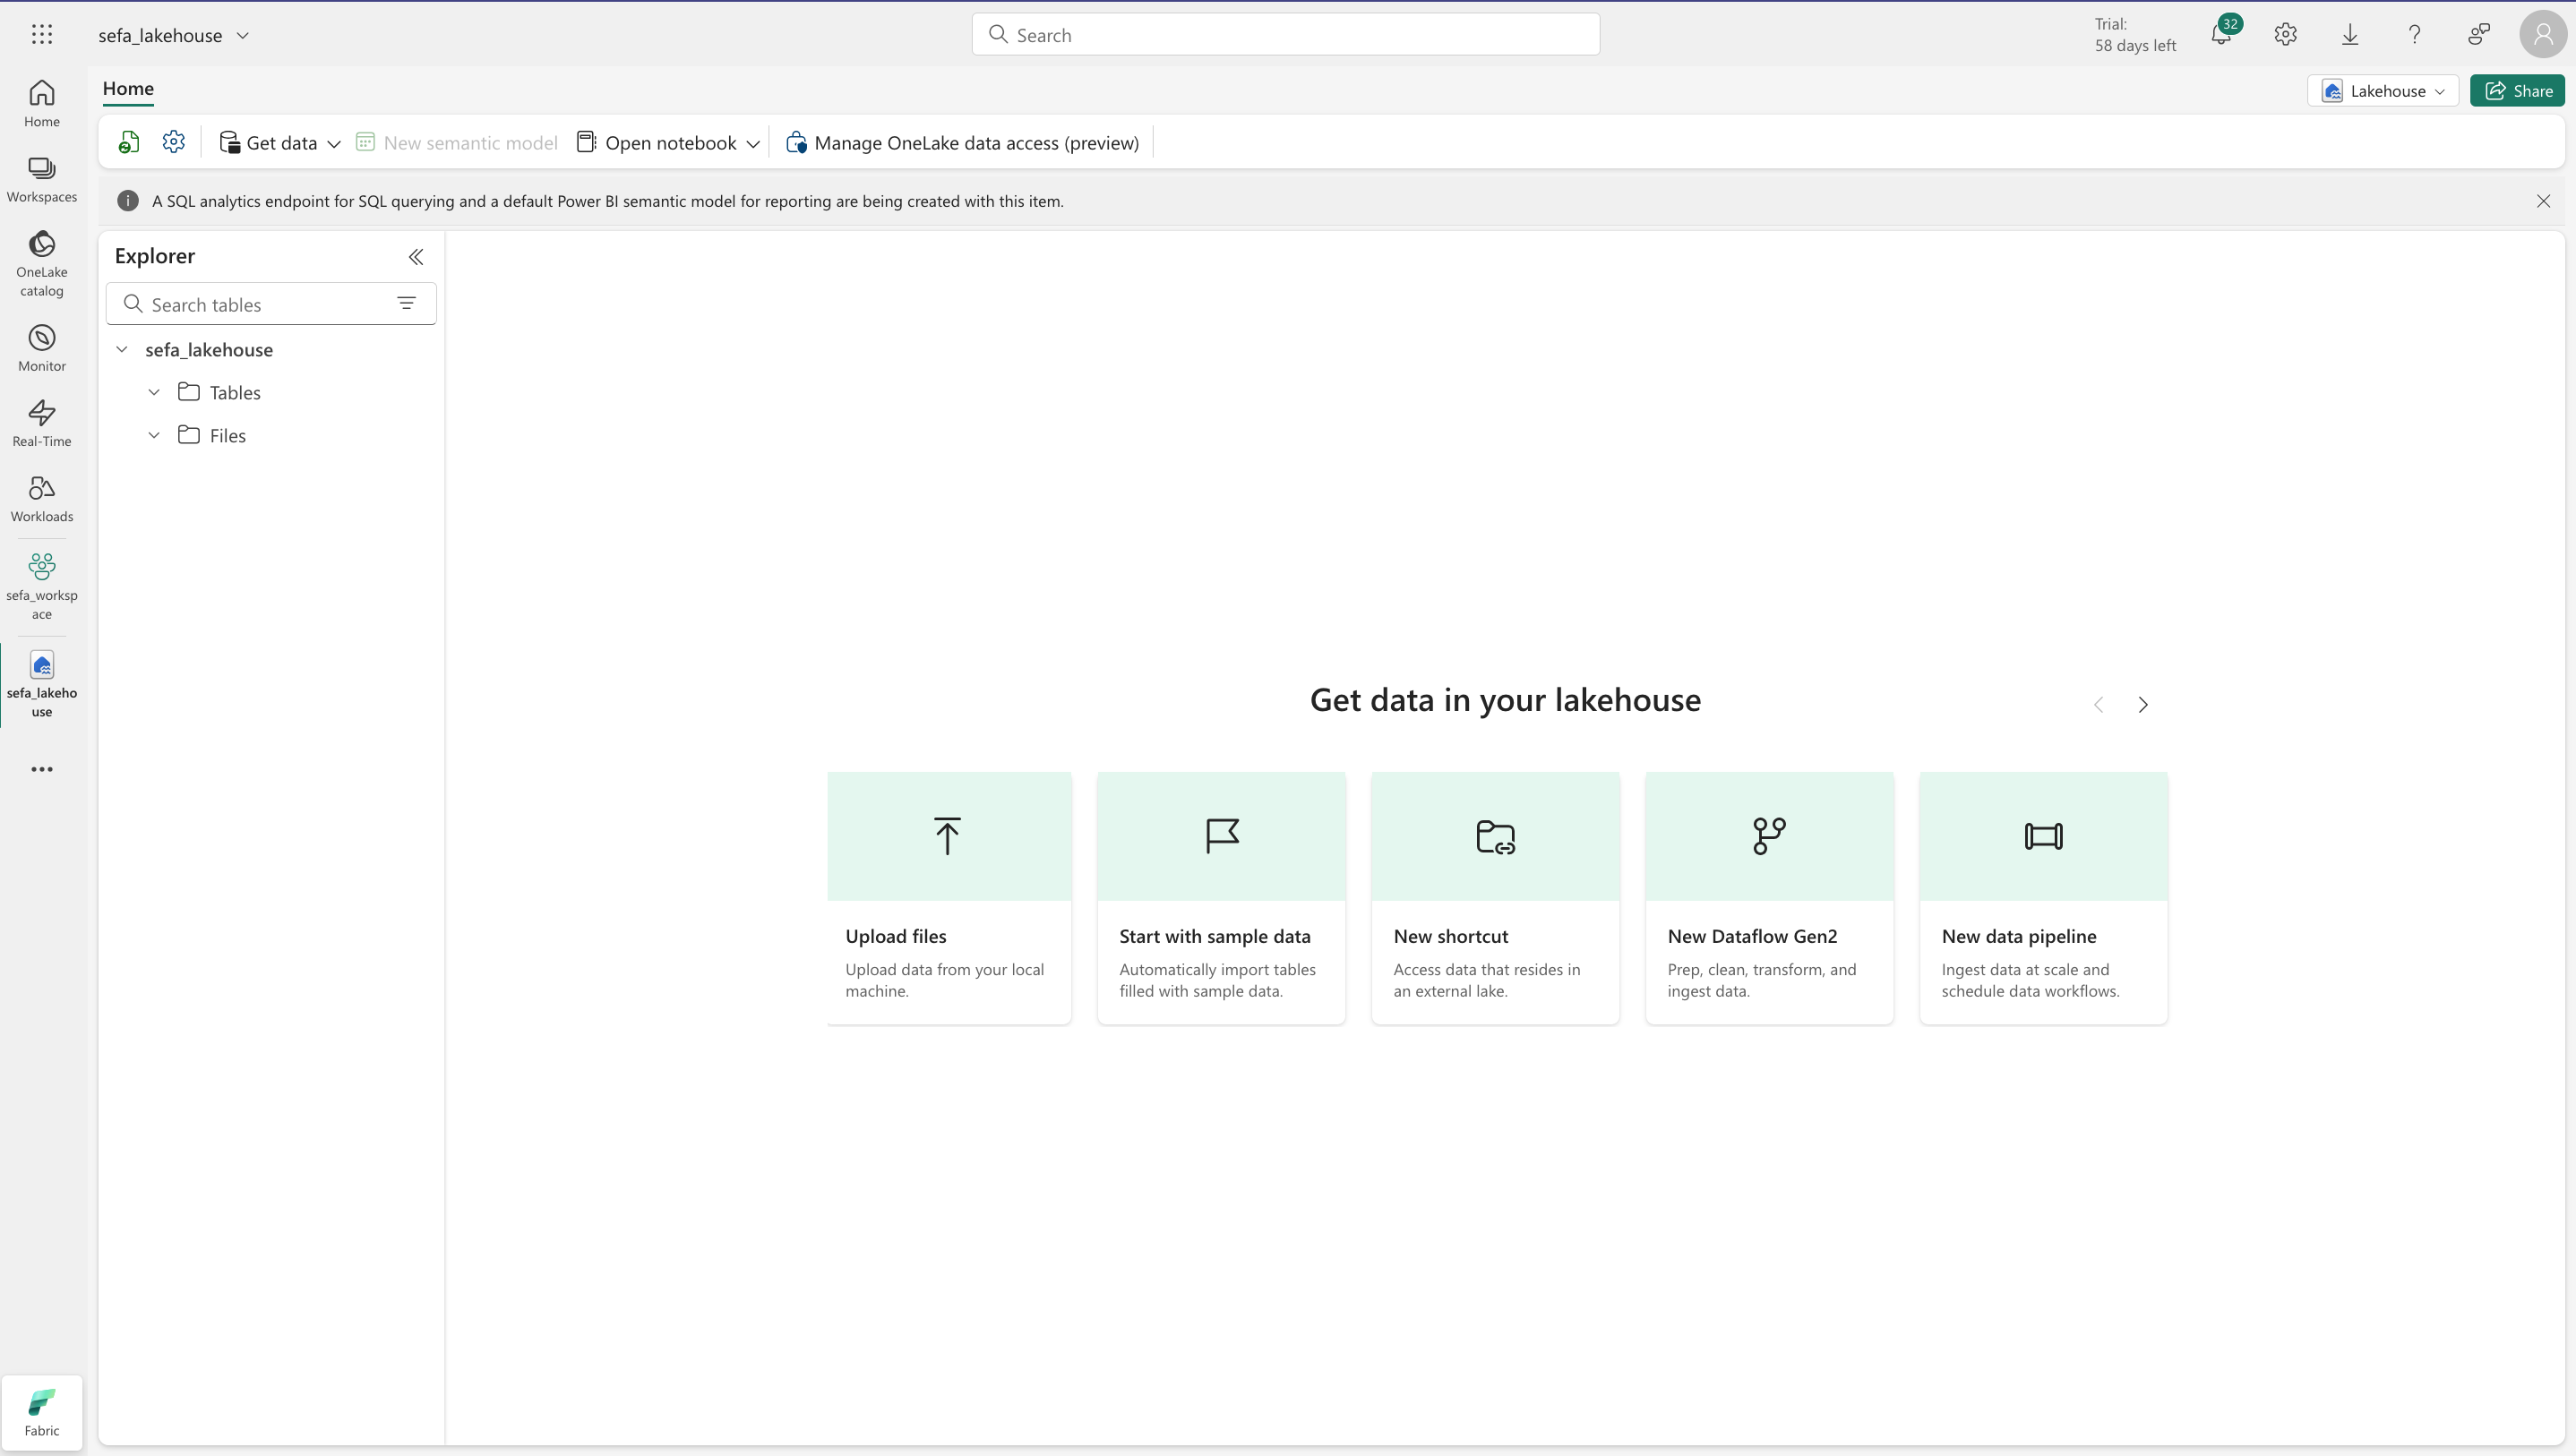 sefa_lakehouse
Search
Trial:
58 days left
32
Home
Workspaces
OneLake
catalog
Monitor
Real-Time
Workloads
sefa_worksp
ace
sefa_lakeho
use
Fabric
Home
Lakehouse
Share
Get data
New semantic model
Open notebook
Manage OneLake data access (preview)
A SQL analytics endpoint for SQL querying and a default Power BI semantic model for reporting are being created with this item.
Explorer
Search tables
sefa_lakehouse
Tables
Files
Get data in your lakehouse
Upload files
Upload data from your local
machine.
Start with sample data
Automatically import tables
filled with sample data.
New shortcut
Access data that resides in
an external lake.
New Dataflow Gen2
Prep, clean, transform, and
ingest data.
New data pipeline
Ingest data at scale and
schedule data workflows.